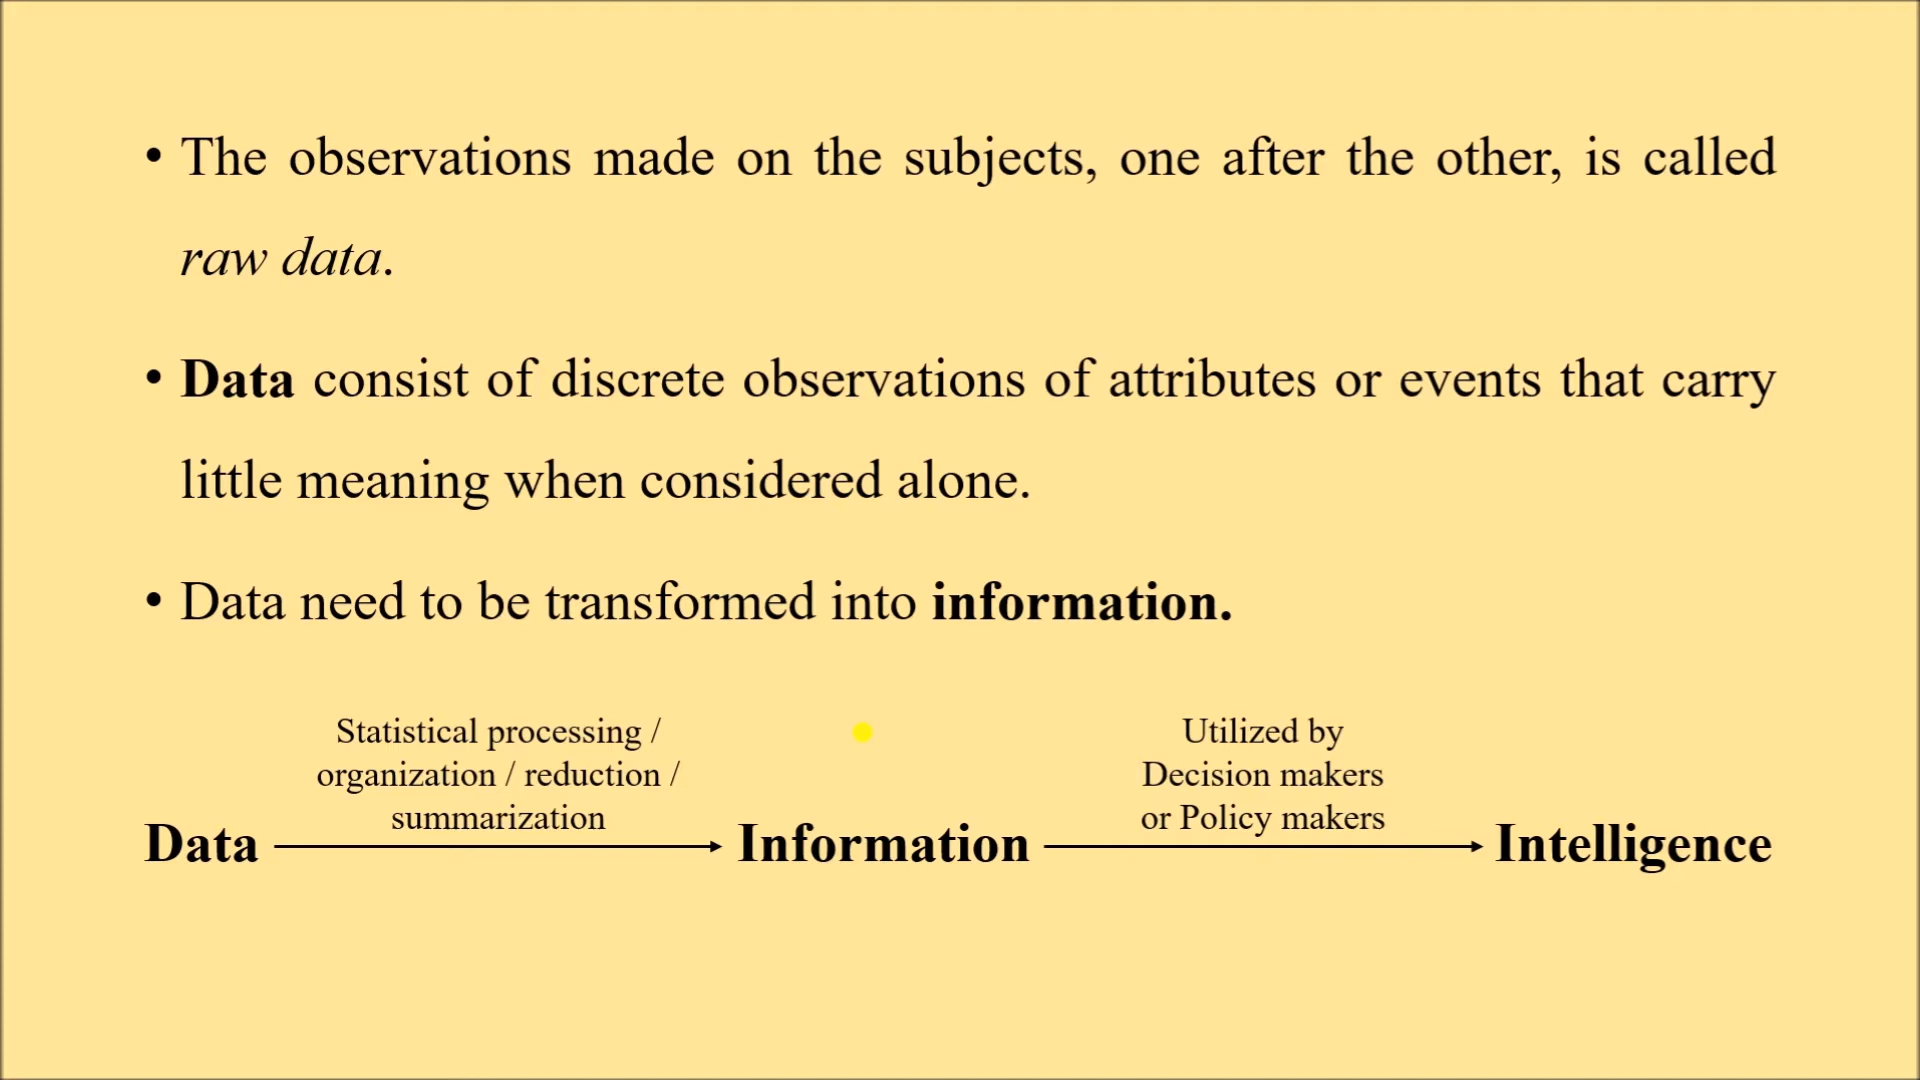 • The observations made on the subjects, one after the other, is called
raw data.
• Data consist of discrete observations of attributes or events that carry
little meaning when considered alone.
• Data need to be transformed into information.
Statistical processing /
organization / reduction /
summarization
Utilized by
Decision makers
or Policy makers
Data Information Intelligence